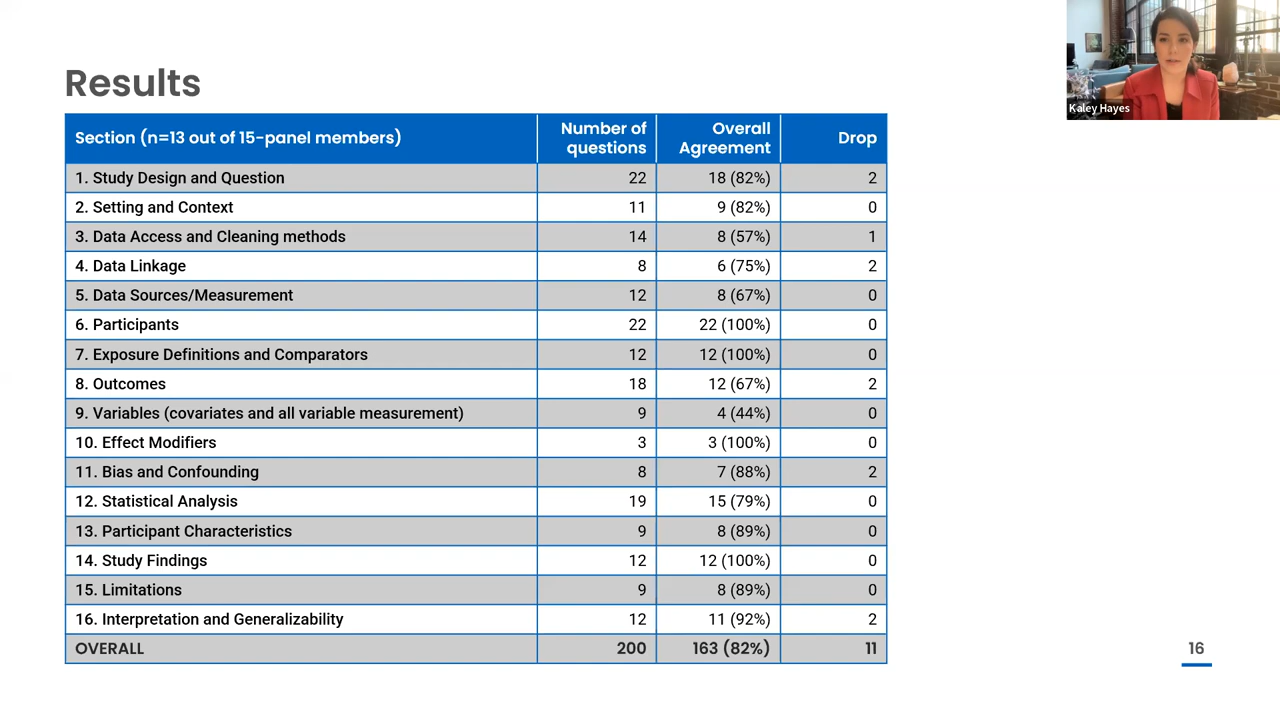 Results
Kaley Hayes
Section (n=13 out of 15-panel members) Number of questions Overall Agreement Drop
1. Study Design and Question 22 18 (82%) 2
2. Setting and Context 11 9 (82%) 0
3. Data Access and Cleaning methods 14 8 (57%) 1
4. Data Linkage 8 6 (75%) 2
5. Data Sources/Measurement 12 8 (67%) 0
6. Participants 22 22 (100%) 0
7. Exposure Definitions and Comparators 12 12 (100%) 0
8. Outcomes 18 12 (67%) 2
9. Variables (covariates and all variable measurement) 9 4 (44%) 0
10. Effect Modifiers 3 3 (100%) 0
11. Bias and Confounding 8 7 (88%) 2
12. Statistical Analysis 19 15 (79%) 0
13. Participant Characteristics 9 8 (89%) 0
14. Study Findings 12 12 (100%) 0
15. Limitations 9 8 (89%) 0
16. Interpretation and Generalizability 12 11 (92%) 2
OVERALL 200 163 (82%) 11
16